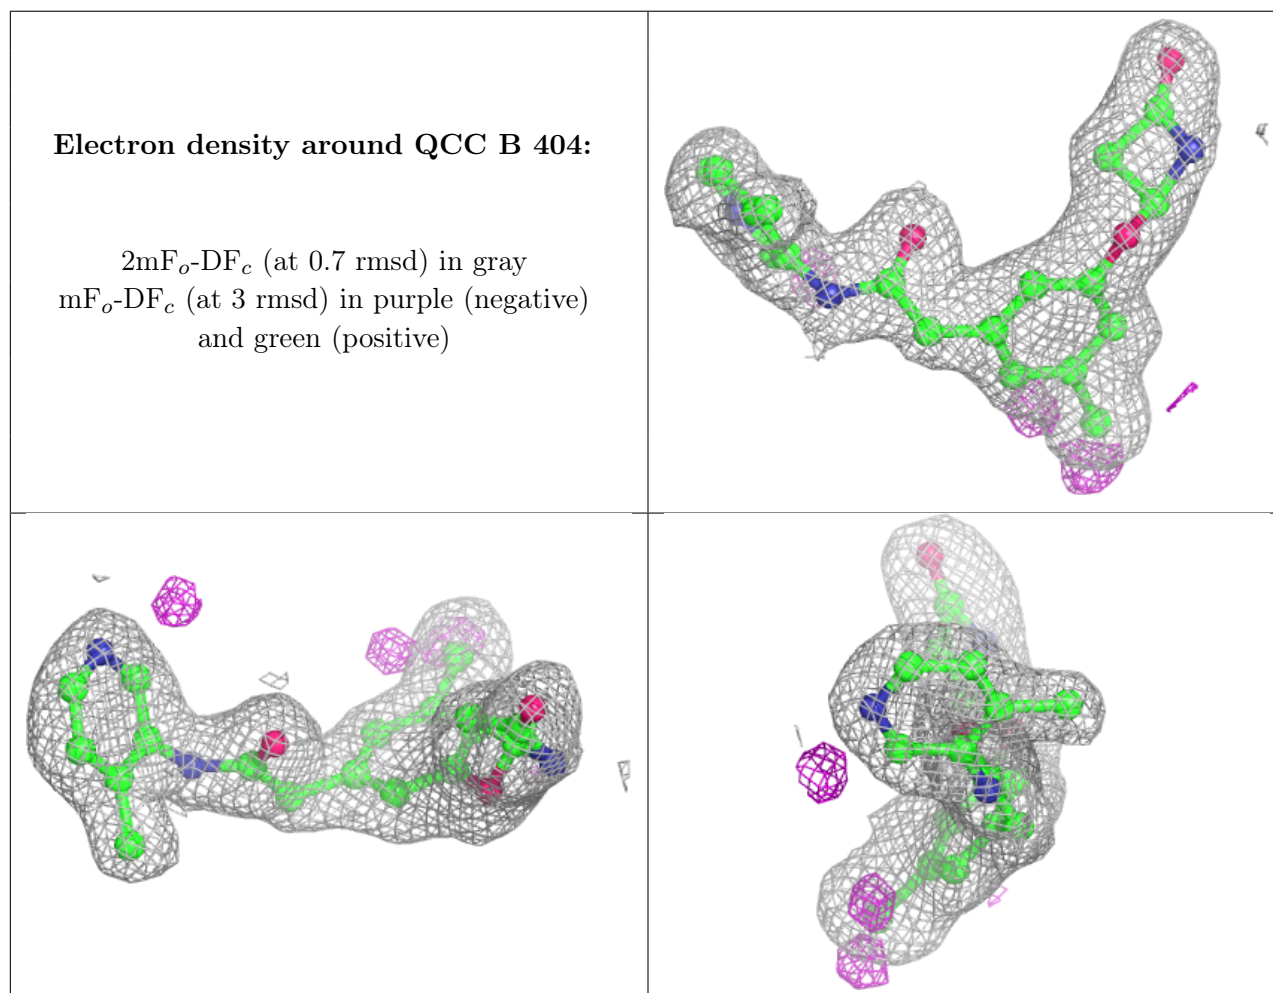 Electron density around QCC B 404:
2mFo-DFc (at 0.7 rmsd) in gray
mFo-DFc (at 3 rmsd) in purple (negative)
and green (positive)